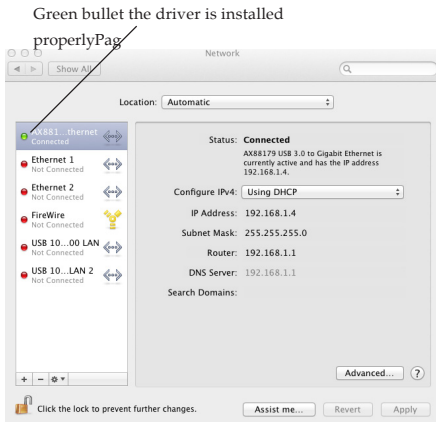 Green bullet the driver is installed
properlyPag
Network
Show All
Location: Automatic
AX881...thernet
Connected
Ethernet 1
Not Connected
Ethernet 2
Not Connected
FireWire
Not Connected
USB 10...00 LAN
Not Connected
USB 10...LAN 2
Not Connected
Status: Connected
AX88179 USB 3.0 to Gigabit Ethernet is
currently active and has the IP address
192.168.1.4.
Configure IPv4: Using DHCP
IP Address: 192.168.1.4
Subnet Mask: 255.255.255.0
Router: 192.168.1.1
DNS Server: 192.168.1.1
Search Domains:
Advanced... ?
+ −
Click the lock to prevent further changes.
Assist me... Revert Apply